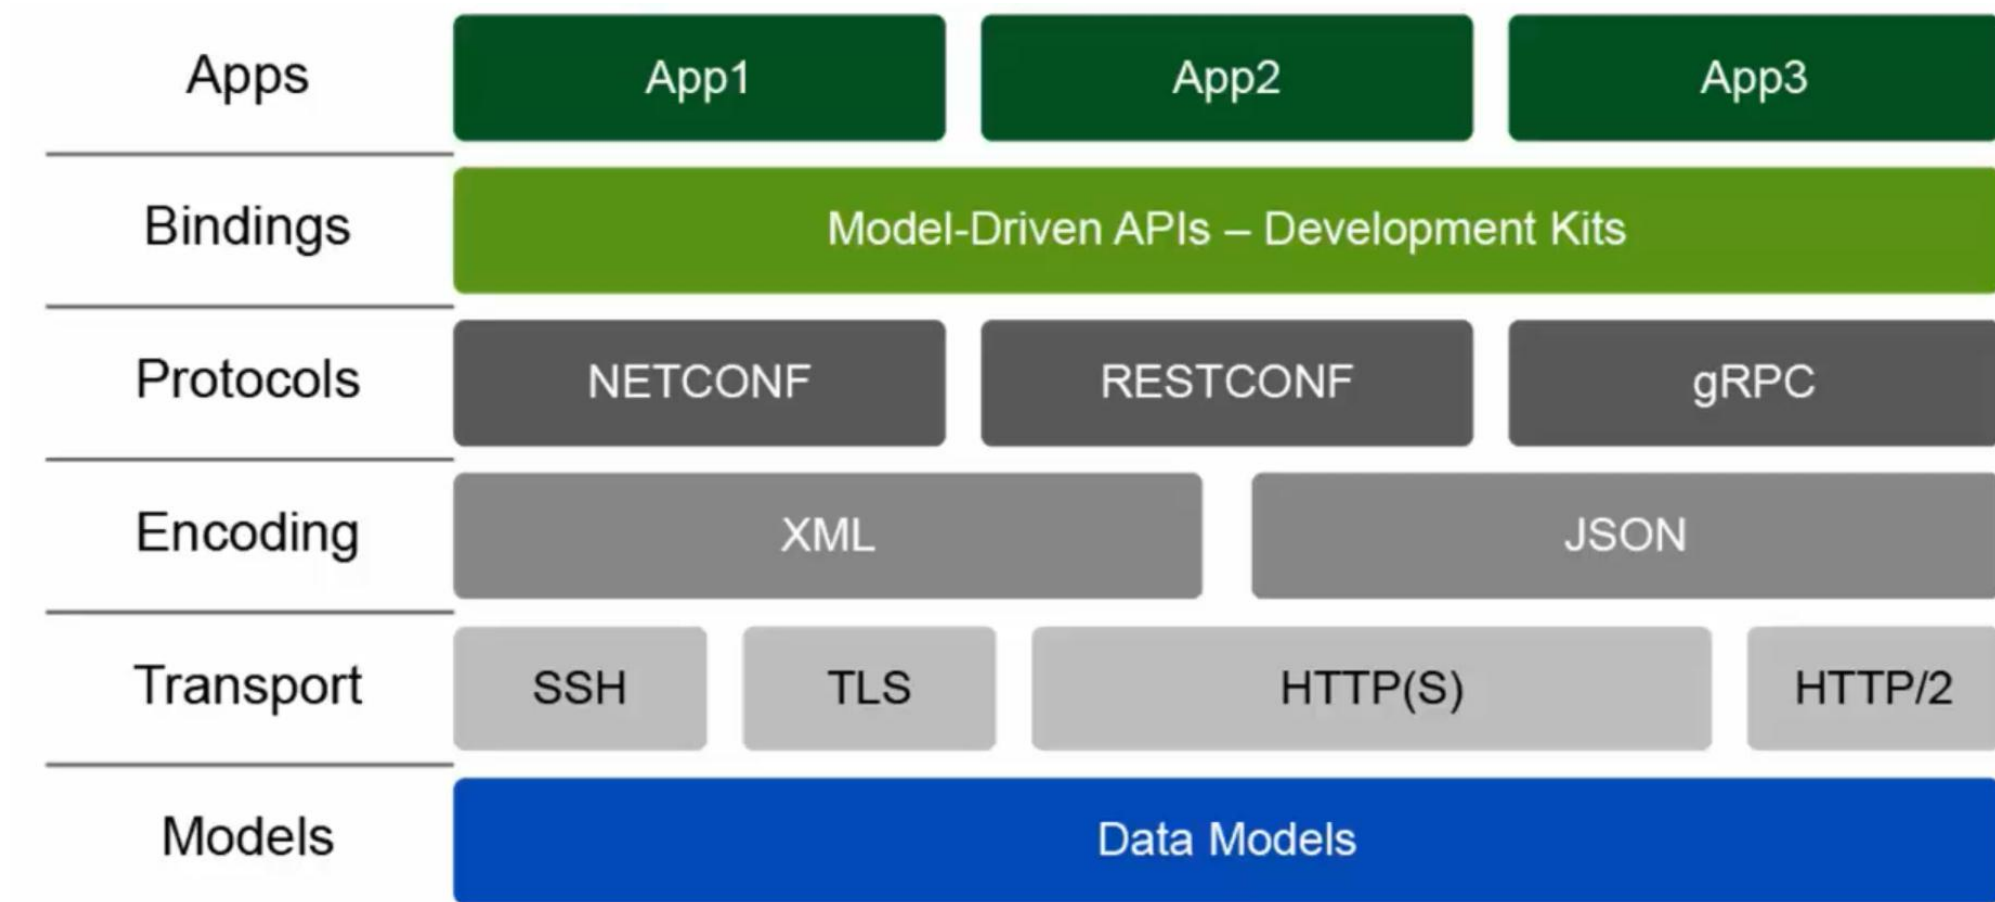 Apps
App1
App2
App3
Bindings
Model-Driven APIs – Development Kits
Protocols
NETCONF
RESTCONF
gRPC
Encoding
XML
JSON
Transport
SSH
TLS
HTTP(S)
HTTP/2
Models
Data Models